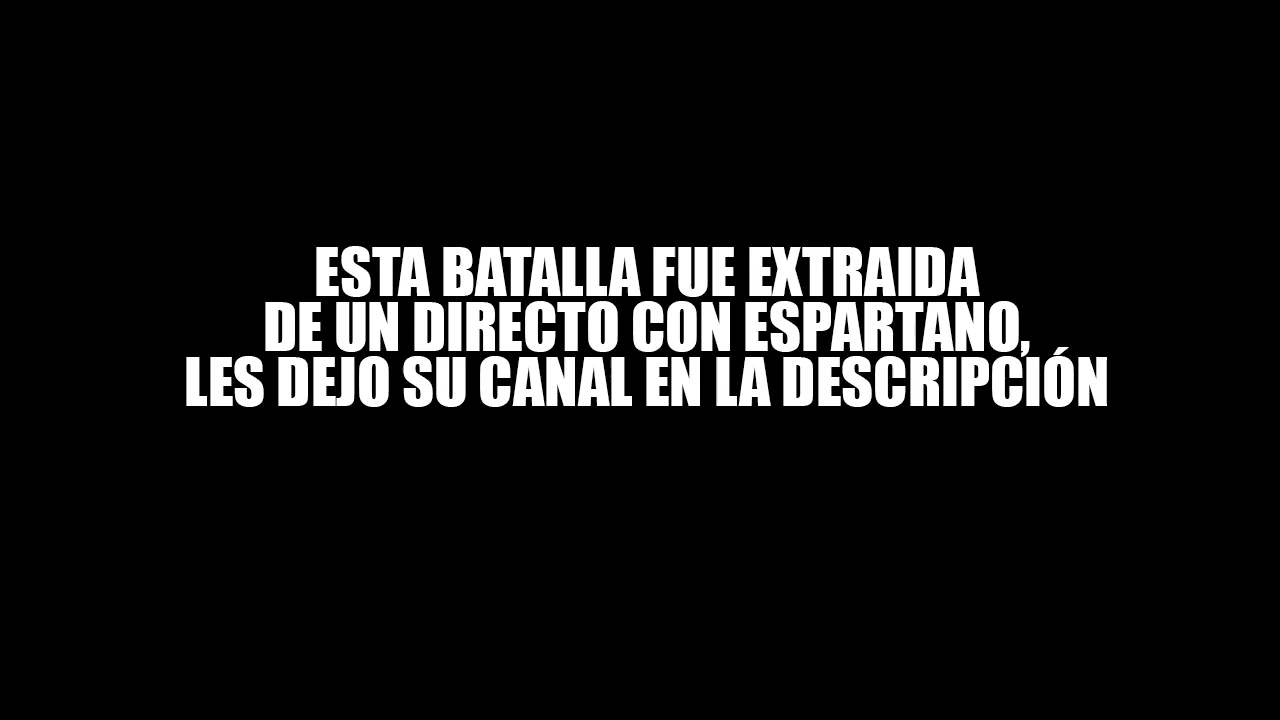 ESTA BATALLA FUE EXTRAIDA
DE UN DIRECTO CON ESPARTANO,
LES DEJO SU CANAL EN LA DESCRIPCIÓN